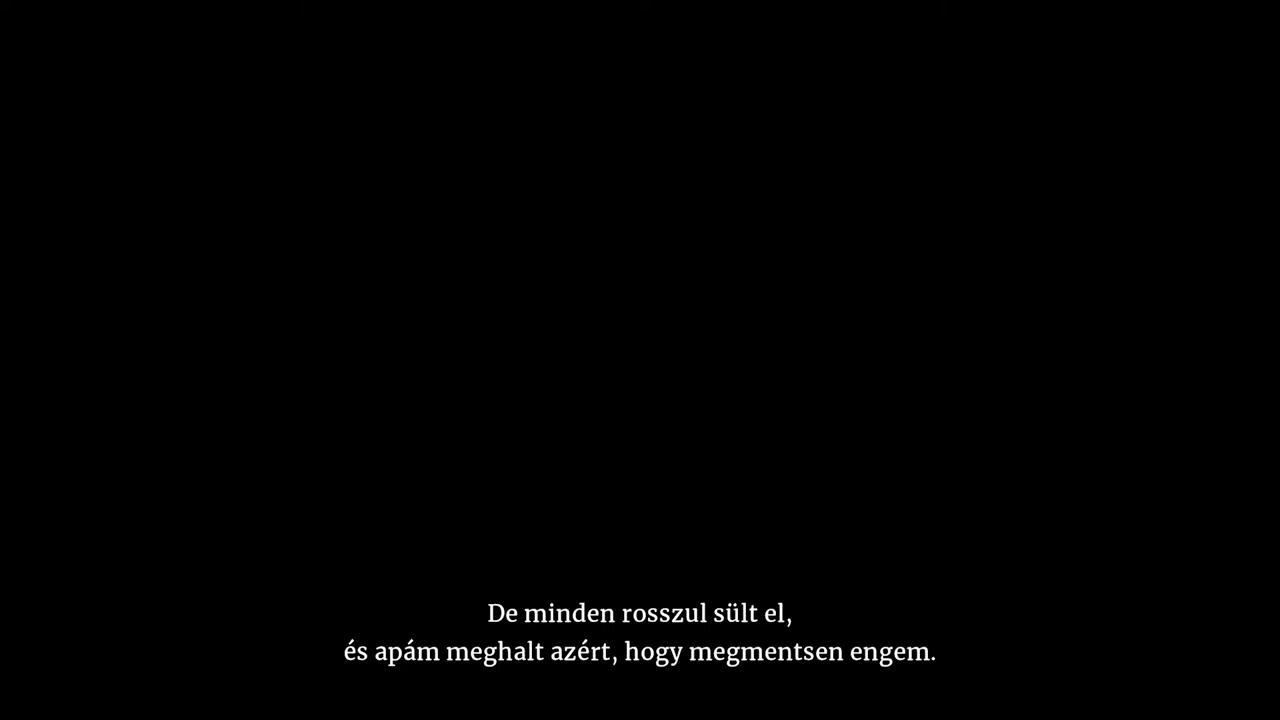 De minden rosszul sült el,
és apám meghalt azért, hogy megmentsen engem.